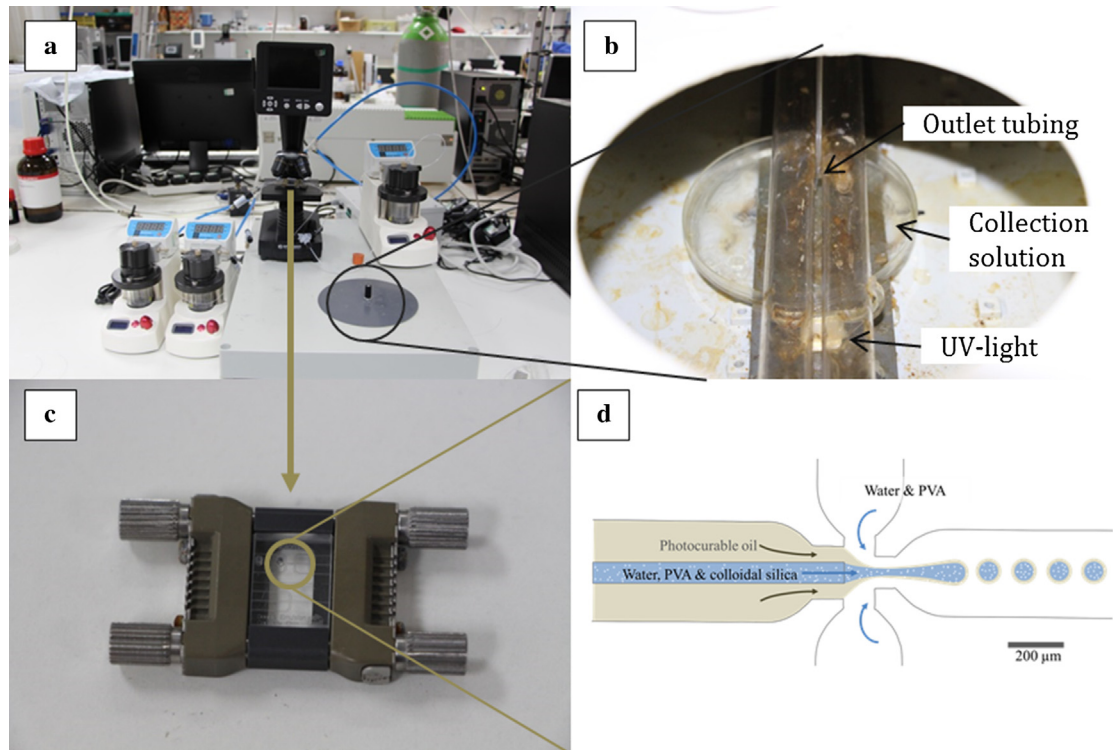 a
b
Outlet tubing
Collection
solution
UV-light
c
d
Water & PVA
Photocurable oil
Water, PVA & colloidal silica
200 µm